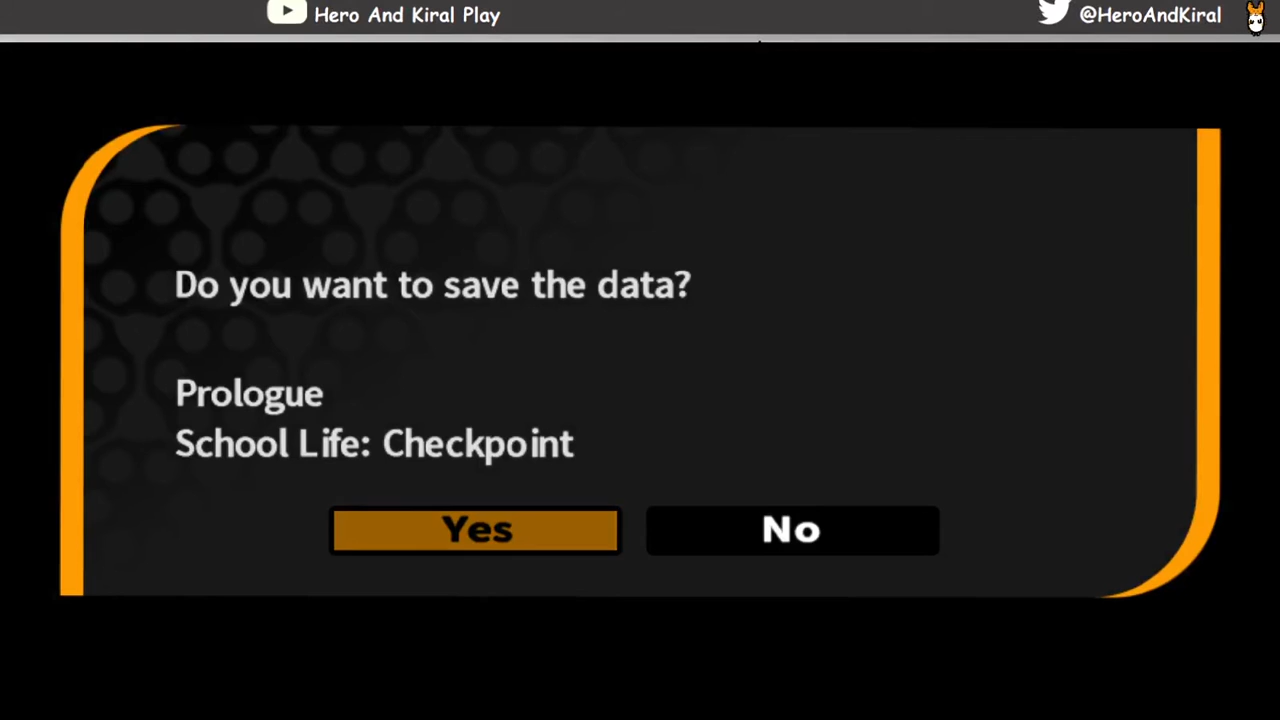 Hero And Kiral Play
@HeroAndKiral
Do you want to save the data?
Prologue
School Life: Checkpoint
Yes
No